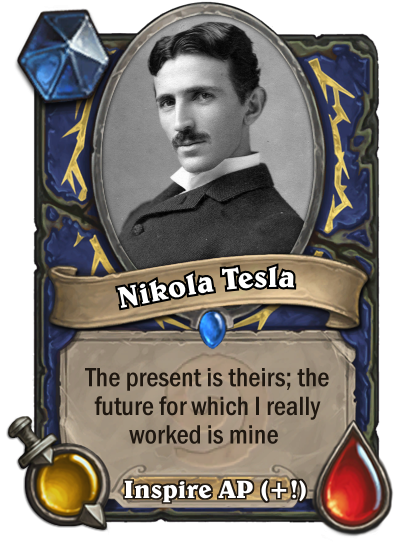 Nikola Tesla
The present is theirs; the
future for which I really
worked is mine
Inspire AP (+!)